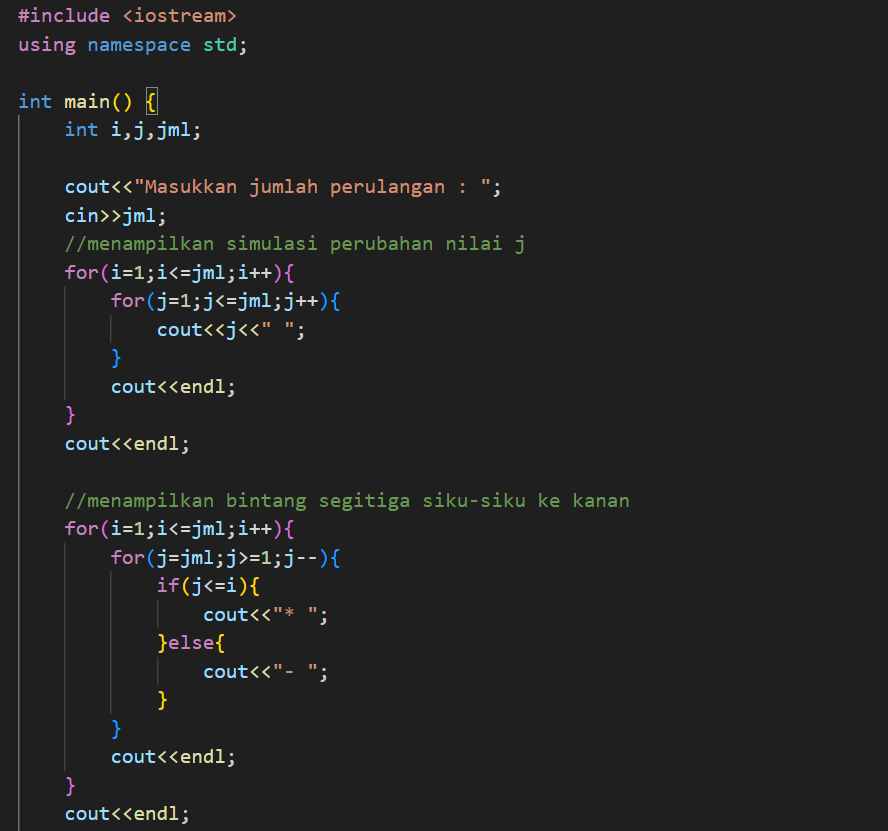 #include <iostream>
using namespace std;
int main() {
int i,j,jml;
cout<<"Masukkan jumlah perulangan : ";
cin>>jml;
//menampilkan simulasi perubahan nilai j
for(i=1;i<=jml;i++){
for(j=1;j<=jml;j++){
cout<<j<<" ";
}
cout<<endl;
}
cout<<endl;
//menampilkan bintang segitiga siku-siku ke kanan
for(i=1;i<=jml;i++){
for(j=jml;j>=1;j--){
if(j<=i){
cout<<"* ";
}else{
cout<<"- ";
}
}
cout<<endl;
}
cout<<endl;